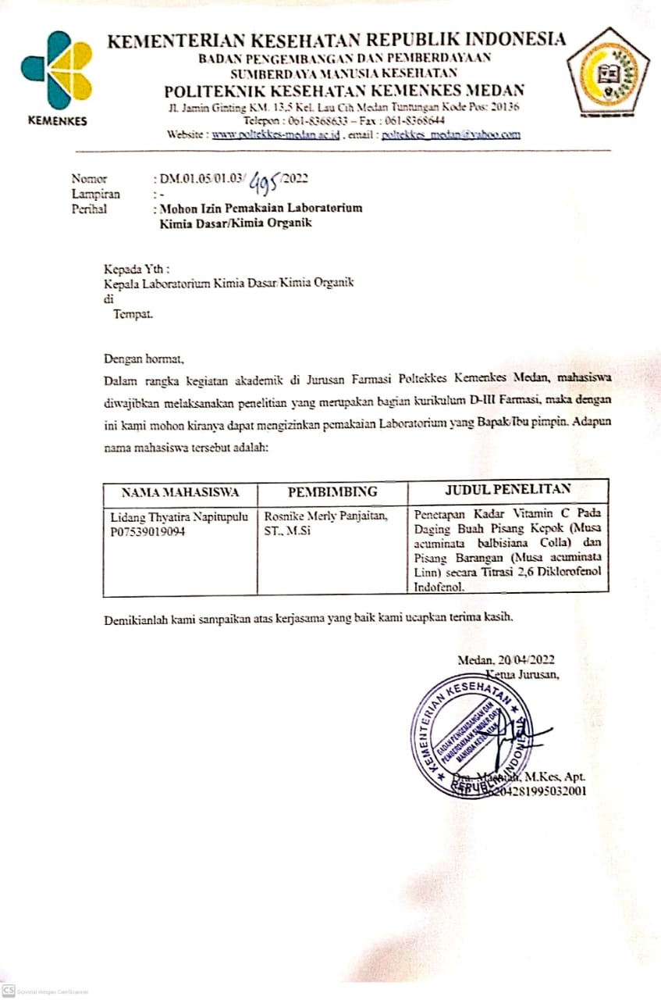 KEMENTERIAN KESEHATAN REPUBLIK INDONESIA
BADAN PENGEMBANGAN DAN PEMBERDAYAAN
SUMBERDAYA MANUSIA KESEHATAN
POLITEKNIK KESEHATAN KEMENKES MEDAN
Jl. Jamin Ginting KM. 13,5 Kel. Lau Cih Medan Tuntungan Kode Pos: 20136
Telepon : 061-8368633 – Fax : 061-8368644
Website : www.poltekkes-medan.ac.id , email : poltekkes_medan@yahoo.com
KEMENKES
Nomor : DM.01.05/01.03/ 495 /2022
Lampiran : -
Perihal : Mohon Izin Pemakaian Laboratorium
Kimia Dasar/Kimia Organik
Kepada Yth :
Kepala Laboratorium Kimia Dasar/Kimia Organik
di
Tempat.
Dengan hormat,
Dalam rangka kegiatan akademik di Jurusan Farmasi Poltekkes Kemenkes Medan, mahasiswa
diwajibkan melaksanakan penelitian yang merupakan bagian kurikulum D-III Farmasi, maka dengan
ini kami mohon kiranya dapat mengizinkan pemakaian Laboratorium yang Bapak/Ibu pimpin. Adapun
nama mahasiswa tersebut adalah:
NAMA MAHASISWA PEMBIMBING JUDUL PENELITAN
Lidang Thyatira Napitupulu
P07539019094
Rosnike Merly Panjaitan,
ST., M.Si
Penetapan Kadar Vitamin C Pada
Daging Buah Pisang Kepok (Musa
acuminata balbisiana Colla) dan
Pisang Barangan (Musa acuminata
Linn) secara Titrasi 2,6 Diklorofenol
Indofenol.
Demikianlah kami sampaikan atas kerjasama yang baik kami ucapkan terima kasih.
Medan, 20/04/2022
Ketua Jurusan,
KEMENTERIAN KESEHATAN
BADAN PENGEMBANGAN DAN
PEMBERDAYAAN SUMBER DAYA
MANUSIA KESEHATAN
REPUBLIK INDONESIA
Dra. M.Kes, Apt.
204281995032001
CS Dipindai dengan CamScanner